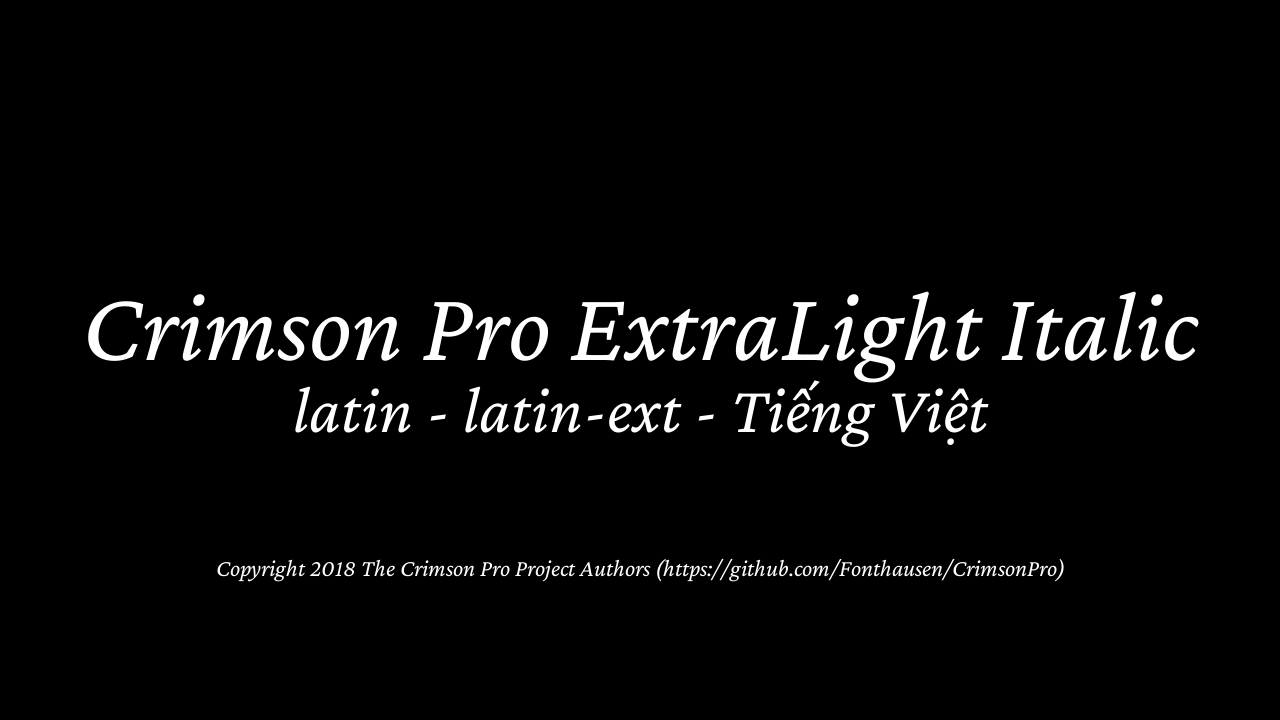 Crimson Pro ExtraLight Italic
latin - latin-ext - Tiếng Việt
Copyright 2018 The Crimson Pro Project Authors (https://github.com/Fonthausen/CrimsonPro)